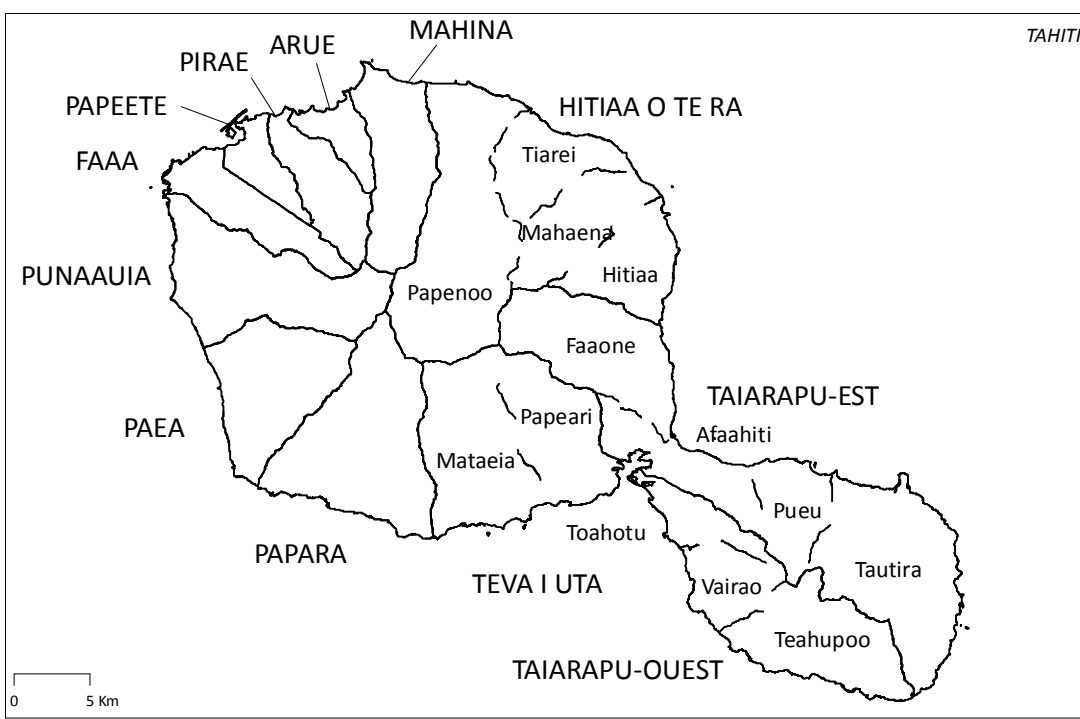 TAHITI
MAHINA
ARUE
PIRAE
PAPEETE
HITIAA O TE RA
FAAA
Tiarei
Mahaena
PUNAAUIA
Hitiaa
Papenoo
Faaone
TAIARAPU-EST
Papeari
PAEA
Afaahiti
Mataeia
Pueu
Toahotu
PAPARA
Tautira
TEVA I UTA
Vairao
Teahupoo
TAIARAPU-OUEST
0 5 Km